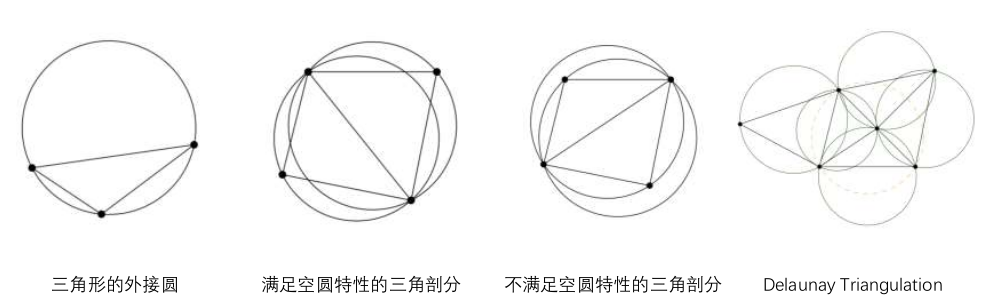 三角形的外接圆
满足空圆特性的三角剖分
不满足空圆特性的三角剖分
Delaunay Triangulation